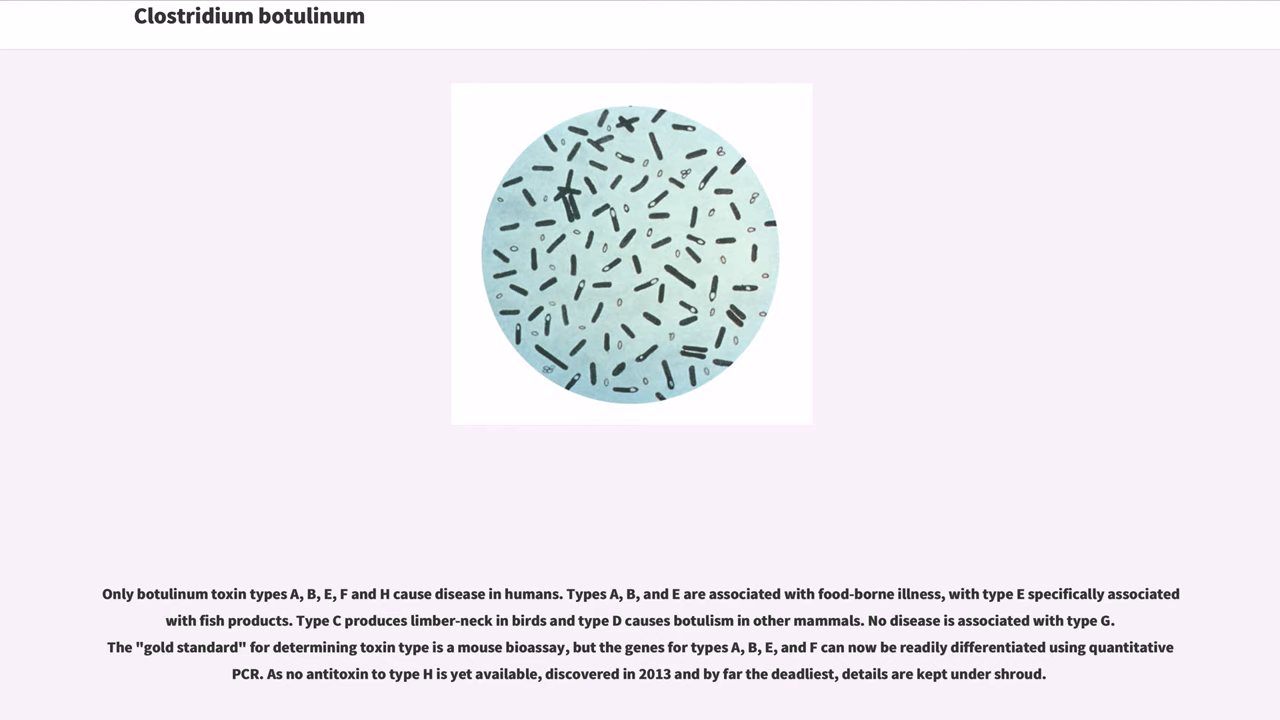 Clostridium botulinum
Only botulinum toxin types A, B, E, F and H cause disease in humans. Types A, B, and E are associated with food-borne illness, with type E specifically associated
with fish products. Type C produces limber-neck in birds and type D causes botulism in other mammals. No disease is associated with type G.
The "gold standard" for determining toxin type is a mouse bioassay, but the genes for types A, B, E, and F can now be readily differentiated using quantitative
PCR. As no antitoxin to type H is yet available, discovered in 2013 and by far the deadliest, details are kept under shroud.